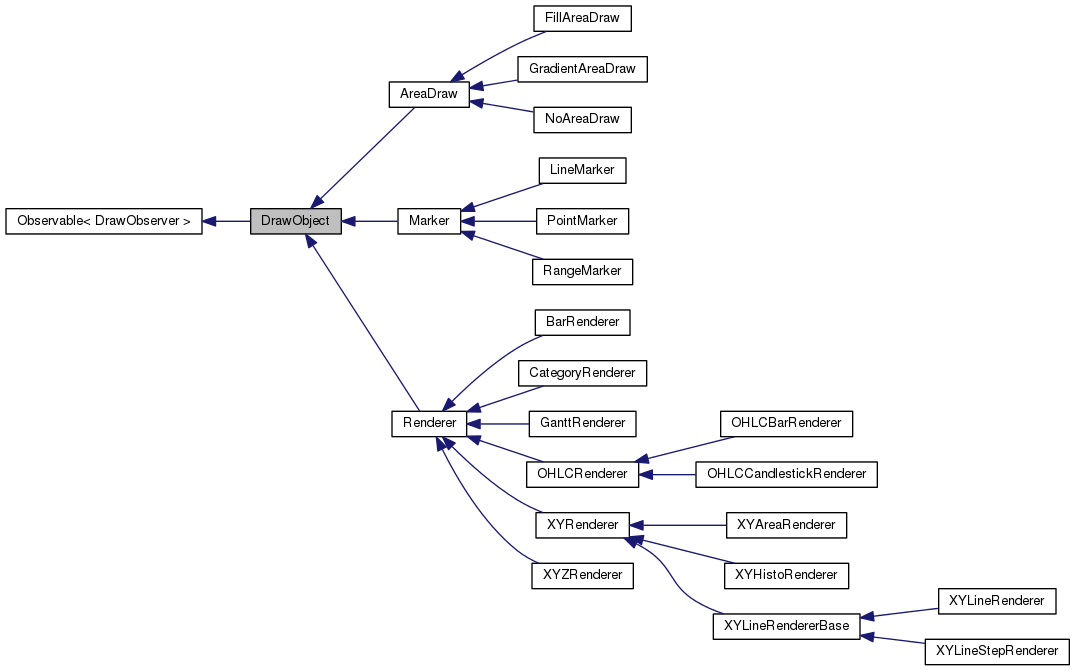 FillAreaDraw
GradientAreaDraw
AreaDraw
NoAreaDraw
LineMarker
Observable< DrawObserver >
DrawObject
Marker
PointMarker
RangeMarker
BarRenderer
CategoryRenderer
Renderer
GanttRenderer
OHLCBarRenderer
OHLCRenderer
OHLCCandlestickRenderer
XYRenderer
XYAreaRenderer
XYZRenderer
XYHistoRenderer
XYLineRenderer
XYLineRendererBase
XYLineStepRenderer